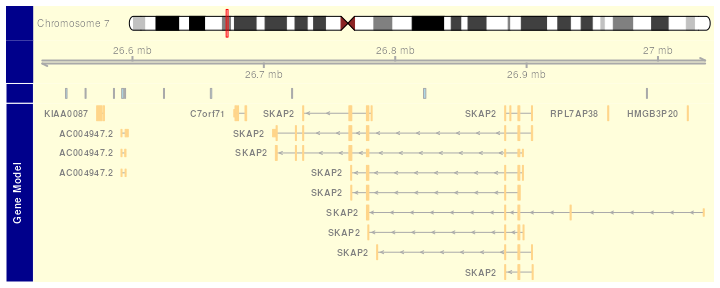 Chromosome 7
26.6 mb 26.8 mb 27 mb
26.7 mb 26.9 mb
KIAA0087 C7orf71 SKAP2 SKAP2 RPL7AP38 HMGB3P20
AC004947.2 SKAP2
AC004947.2 SKAP2
AC004947.2 SKAP2
SKAP2
SKAP2
SKAP2
SKAP2
SKAP2
Gene Model